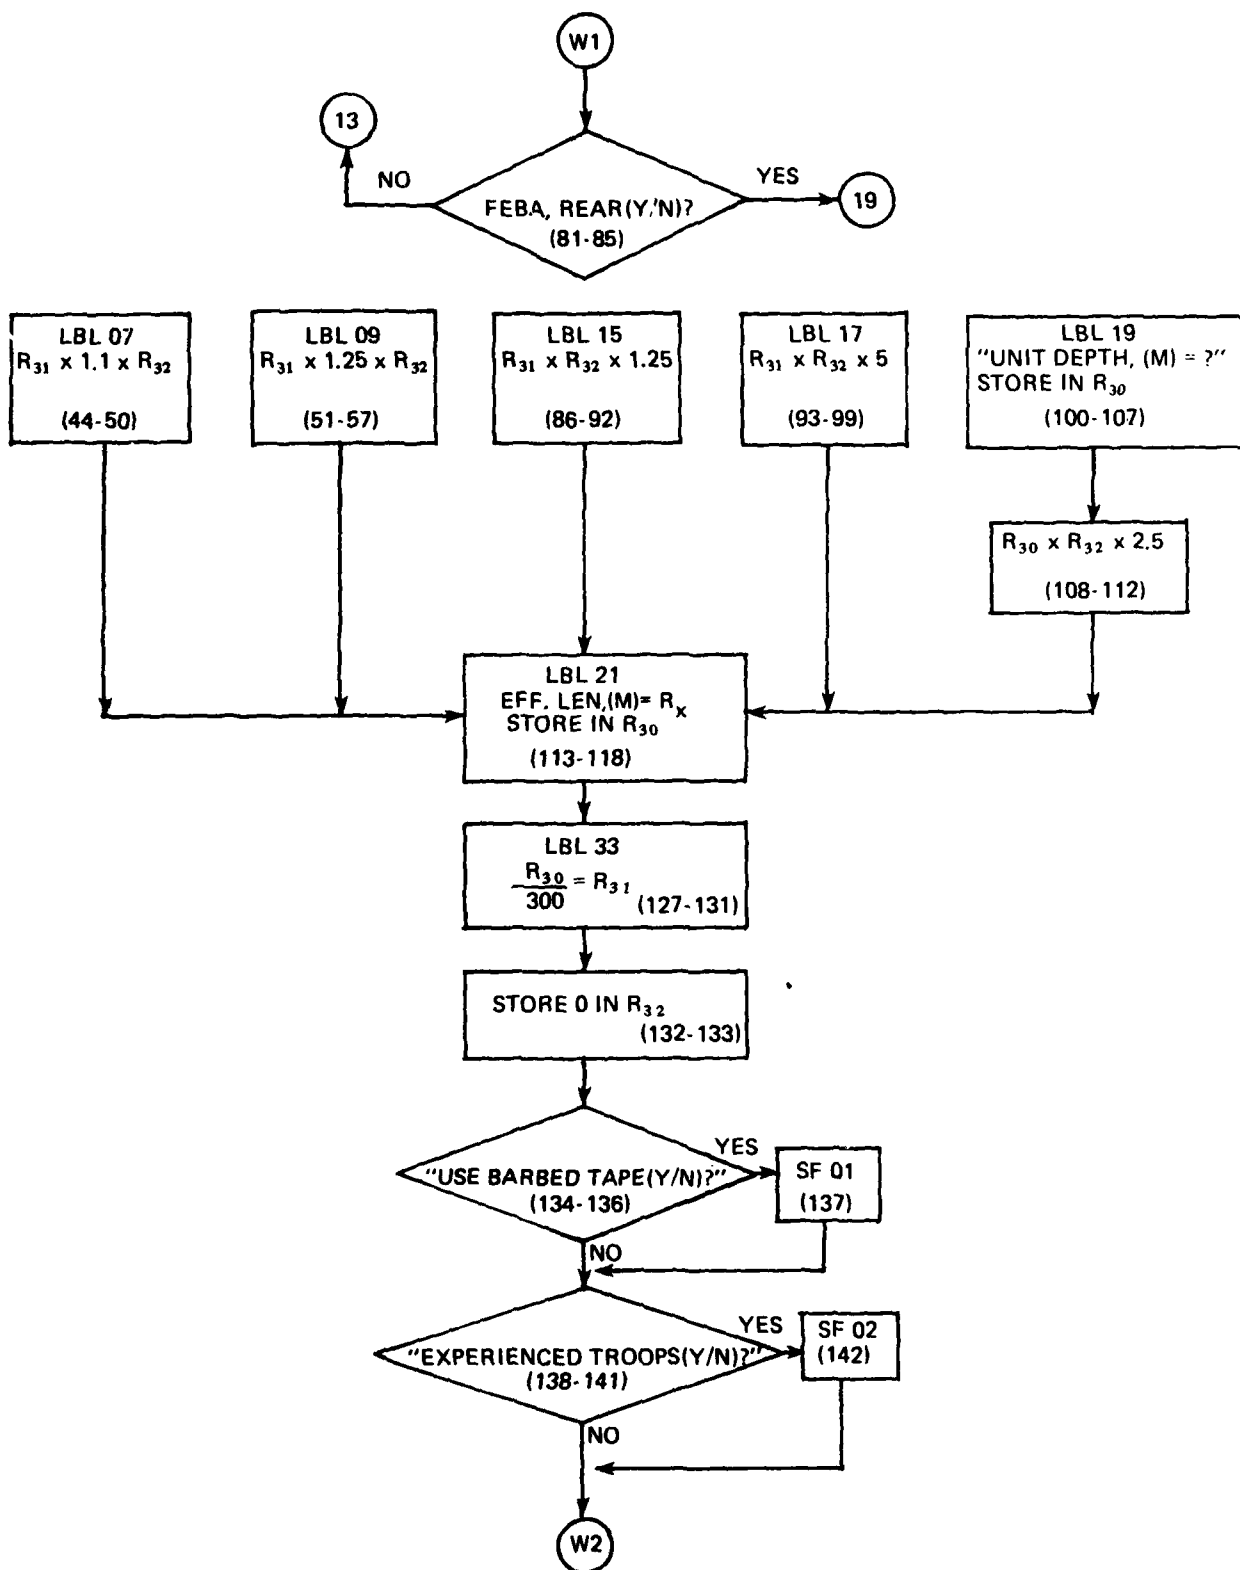 W1
13
NO
YES
19
FEBA, REAR(Y/N)?
(81-85)
LBL 07
R31 x 1.1 x R32
(44-50)
LBL 09
R31 x 1.25 x R32
(51-57)
LBL 15
R31 x R32 x 1.25
(86-92)
LBL 17
R31 x R32 x 5
(93-99)
LBL 19
"UNIT DEPTH, (M) = ?"
STORE IN R30
(100-107)
R30 x R32 x 2.5
(108-112)
LBL 21
EFF. LEN,(M)= Rx
STORE IN R30
(113-118)
LBL 33
R30
300
= R31
(127-131)
STORE 0 IN R32
(132-133)
"USE BARBED TAPE(Y/N)?"
(134-136)
YES
SF 01
(137)
NO
"EXPERIENCED TROOPS(Y/N)?"
(138-141)
YES
SF 02
(142)
NO
W2